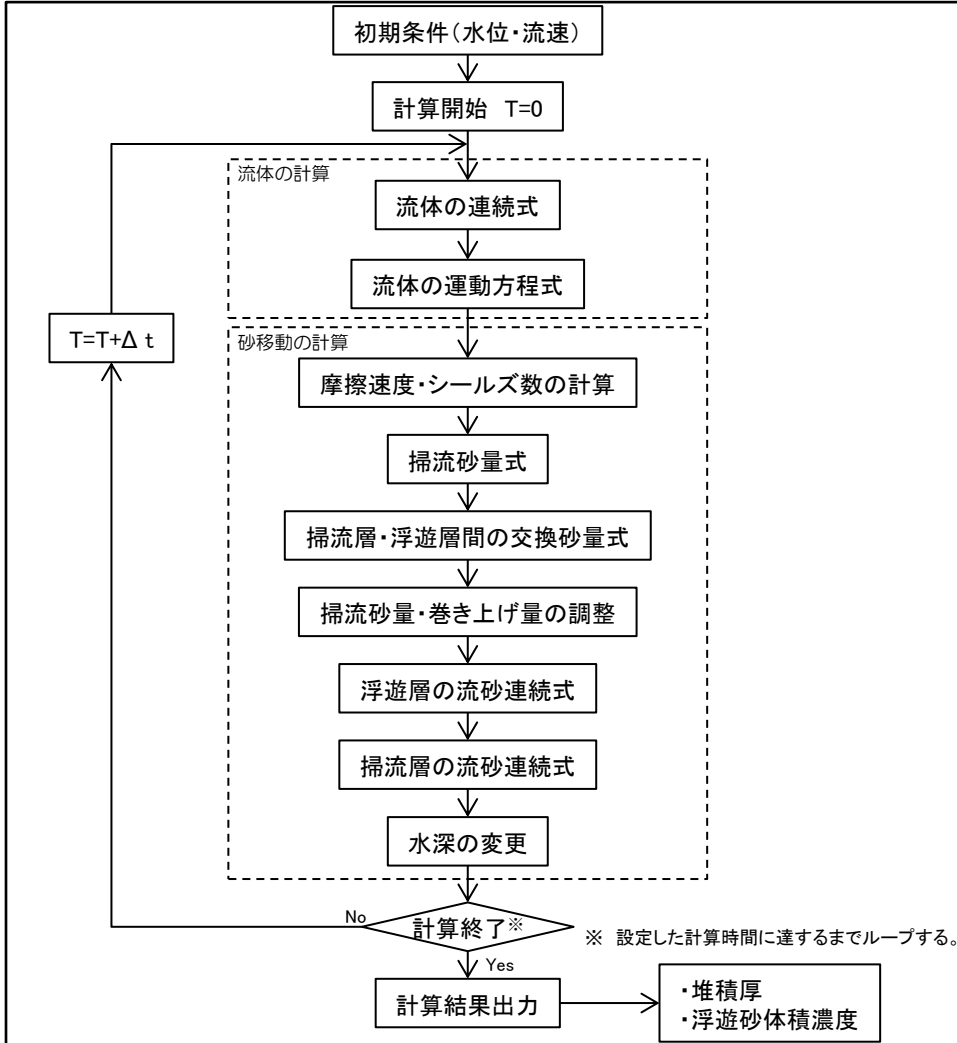 初期条件(水位・流速)
計算開始 T=0
流体の計算
流体の連続式
流体の運動方程式
T=T+Δt
砂移動の計算
摩擦速度・シールズ数の計算
掃流砂量式
掃流層・浮遊層間の交換砂量式
掃流砂量・巻き上げ量の調整
浮遊層の流砂連続式
掃流層の流砂連続式
水深の変更
No
計算終了※
※ 設定した計算時間に達するまでループする。
Yes
計算結果出力
・堆積厚
・浮遊砂体積濃度